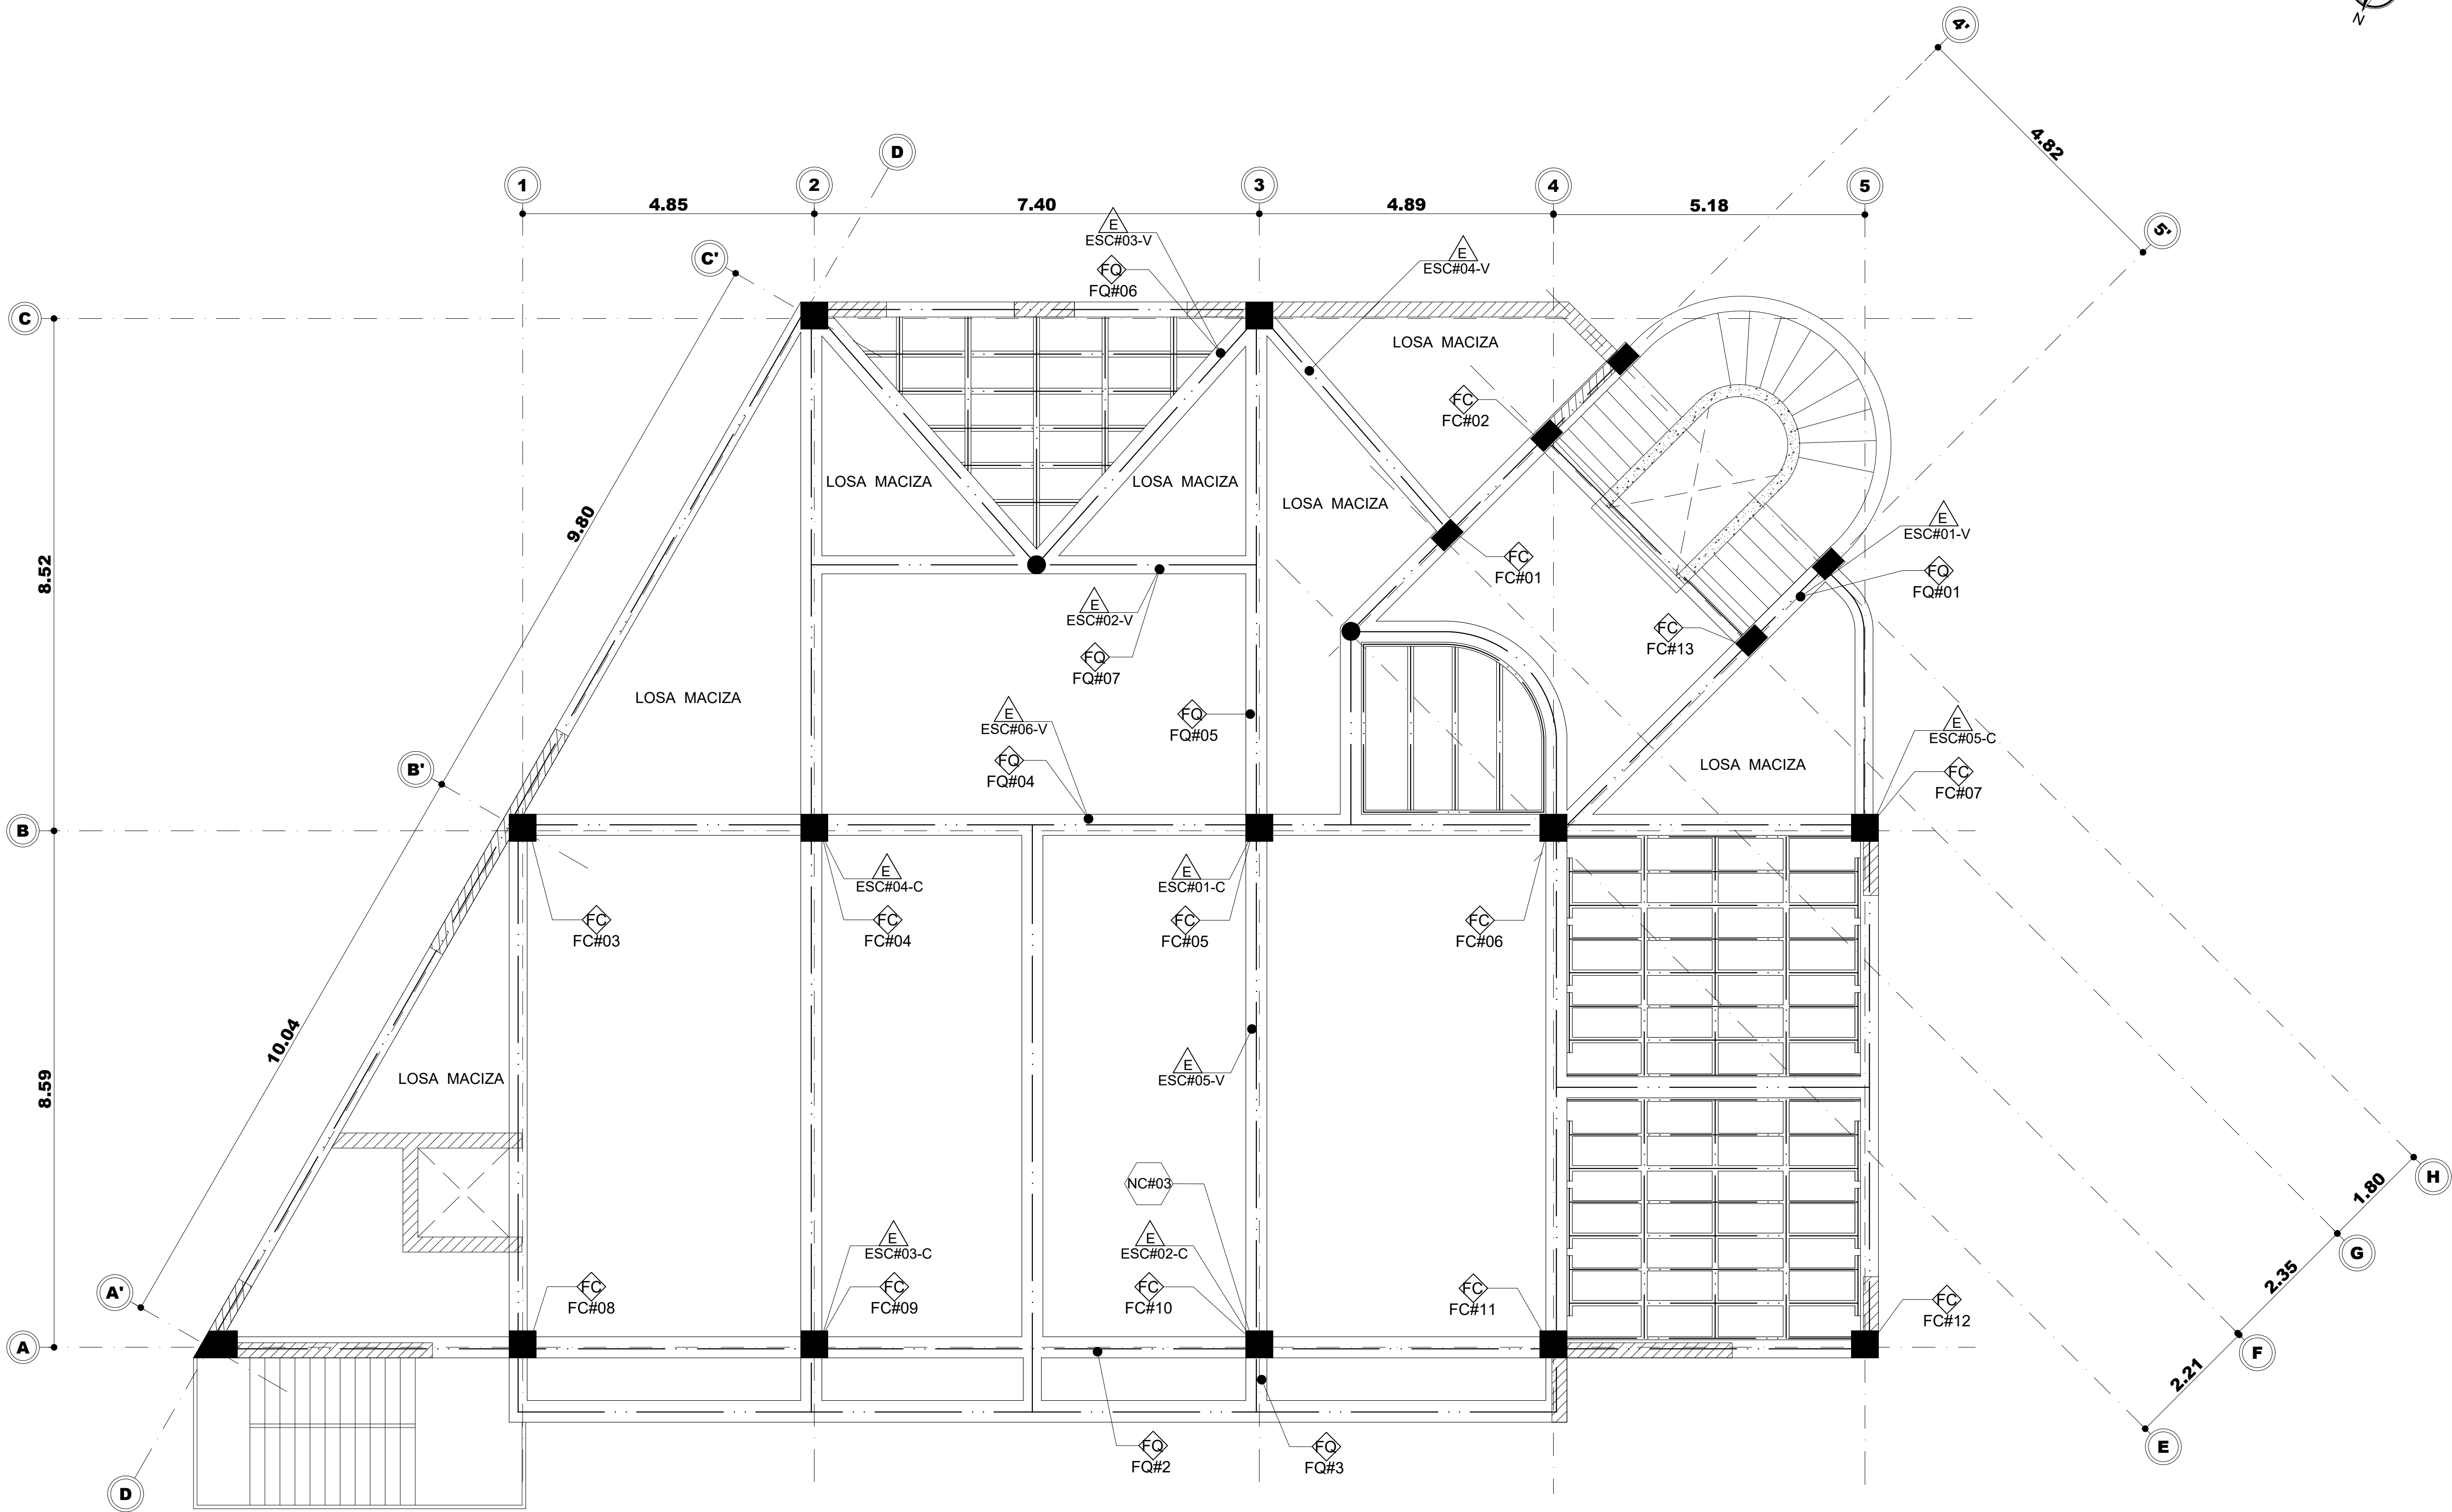 N
4'
4.82
D
1
2
3
4
5
4.85
7.40
4.89
5.18
5'
E
ESC#03-V
E
ESC#04-V
C'
FQ
FQ#06
C
LOSA MACIZA
FC
FC#02
9.80
LOSA MACIZA
LOSA MACIZA
LOSA MACIZA
E
ESC#01-V
8.52
FC
FC#01
FQ
FQ#01
E
ESC#02-V
FC
FC#13
FQ
FQ#07
LOSA MACIZA
E
ESC#06-V
FQ
FQ#05
E
ESC#05-C
B'
FQ
FQ#04
LOSA MACIZA
FC
FC#07
B
E
ESC#04-C
E
ESC#01-C
FC
FC#03
FC
FC#04
FC
FC#05
FC
FC#06
10.04
8.59
LOSA MACIZA
E
ESC#05-V
NC#03
H
1.80
E
ESC#03-C
E
ESC#02-C
G
2.35
A'
FC
FC#08
FC
FC#09
FC
FC#10
FC
FC#11
FC
FC#12
A
F
2.21
FQ
FQ#2
FQ
FQ#3
E
D